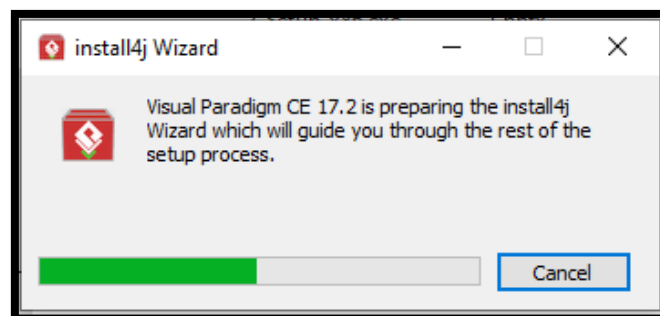 install4j Wizard
Visual Paradigm CE 17.2 is preparing the install4j
Wizard which will guide you through the rest of the
setup process.
Cancel